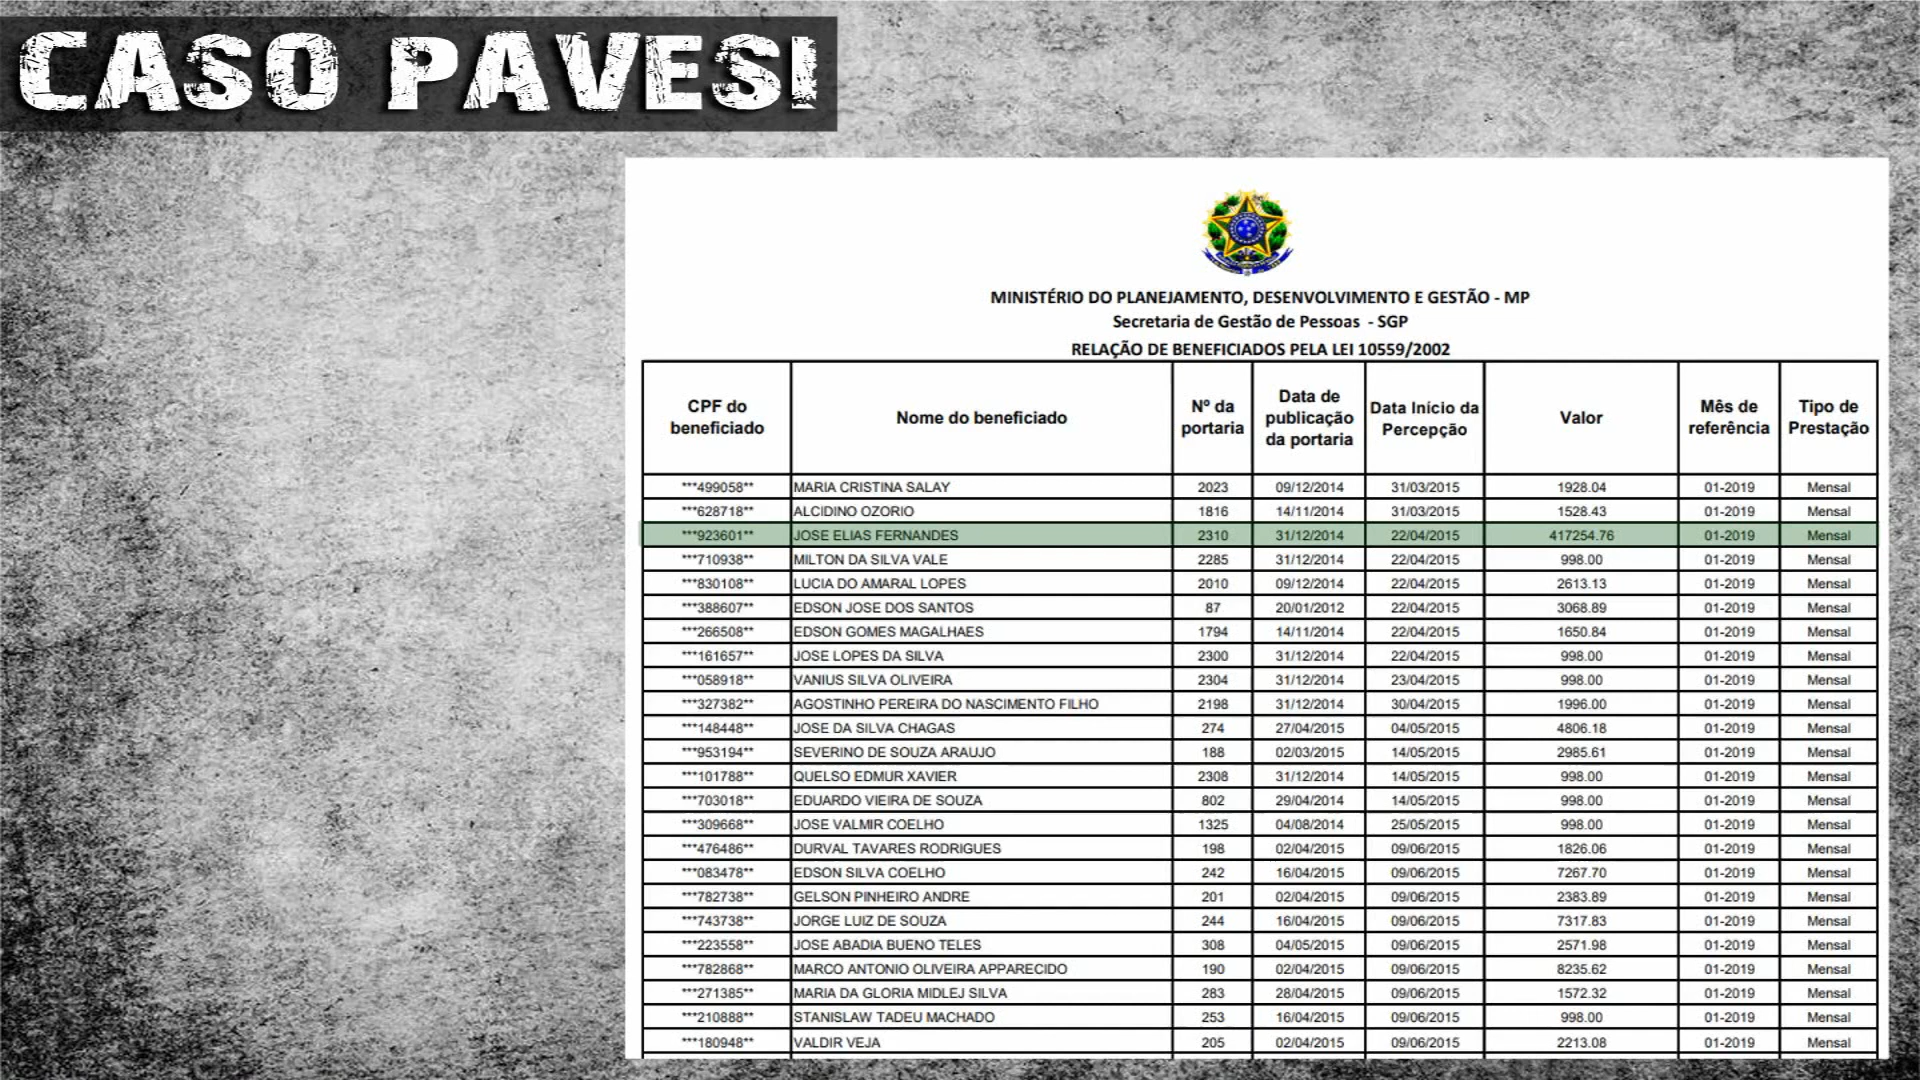 CASO PAVESI
MINISTÉRIO DO PLANEJAMENTO, DESENVOLVIMENTO E GESTÃO - MP
Secretaria de Gestão de Pessoas - SGP
RELAÇÃO DE BENEFICIADOS PELA LEI 10559/2002
CPF do beneficiado Nome do beneficiado Nº da portaria Data de publicação da portaria Data Início da Percepção Valor Mês de referência Tipo de Prestação
***499058** MARIA CRISTINA SALAY 2023 09/12/2014 31/03/2015 1928.04 01-2019 Mensal
***628718** ALCIDINO OZORIO 1816 14/11/2014 31/03/2015 1528.43 01-2019 Mensal
***923601** JOSE ELIAS FERNANDES 2310 31/12/2014 22/04/2015 417254.76 01-2019 Mensal
***710938** MILTON DA SILVA VALE 2285 31/12/2014 22/04/2015 998.00 01-2019 Mensal
***830108** LUCIA DO AMARAL LOPES 2010 09/12/2014 22/04/2015 2613.13 01-2019 Mensal
***388607** EDSON JOSE DOS SANTOS 87 20/01/2012 22/04/2015 3068.89 01-2019 Mensal
***266508** EDSON GOMES MAGALHAES 1794 14/11/2014 22/04/2015 1650.84 01-2019 Mensal
***161657** JOSE LOPES DA SILVA 2300 31/12/2014 22/04/2015 998.00 01-2019 Mensal
***058918** VANIUS SILVA OLIVEIRA 2304 31/12/2014 23/04/2015 998.00 01-2019 Mensal
***327382** AGOSTINHO PEREIRA DO NASCIMENTO FILHO 2198 31/12/2014 30/04/2015 1996.00 01-2019 Mensal
***148448** JOSE DA SILVA CHAGAS 274 27/04/2015 04/05/2015 4806.18 01-2019 Mensal
***953194** SEVERINO DE SOUZA ARAUJO 188 02/03/2015 14/05/2015 2985.61 01-2019 Mensal
***101788** QUELSO EDMUR XAVIER 2308 31/12/2014 14/05/2015 998.00 01-2019 Mensal
***703018** EDUARDO VIEIRA DE SOUZA 802 29/04/2014 14/05/2015 998.00 01-2019 Mensal
***309668** JOSE VALMIR COELHO 1325 04/08/2014 25/05/2015 998.00 01-2019 Mensal
***476486** DURVAL TAVARES RODRIGUES 198 02/04/2015 09/06/2015 1826.06 01-2019 Mensal
***083478** EDSON SILVA COELHO 242 16/04/2015 09/06/2015 7267.70 01-2019 Mensal
***782738** GELSON PINHEIRO ANDRE 201 02/04/2015 09/06/2015 2383.89 01-2019 Mensal
***743738** JORGE LUIZ DE SOUZA 244 16/04/2015 09/06/2015 7317.83 01-2019 Mensal
***223558** JOSE ABADIA BUENO TELES 308 04/05/2015 09/06/2015 2571.98 01-2019 Mensal
***782868** MARCO ANTONIO OLIVEIRA APPARECIDO 190 02/04/2015 09/06/2015 8235.62 01-2019 Mensal
***271385** MARIA DA GLORIA MIDLEJ SILVA 283 28/04/2015 09/06/2015 1572.32 01-2019 Mensal
***210888** STANISLAW TADEU MACHADO 253 16/04/2015 09/06/2015 998.00 01-2019 Mensal
***180948** VALDIR VEJA 205 02/04/2015 09/06/2015 2213.08 01-2019 Mensal